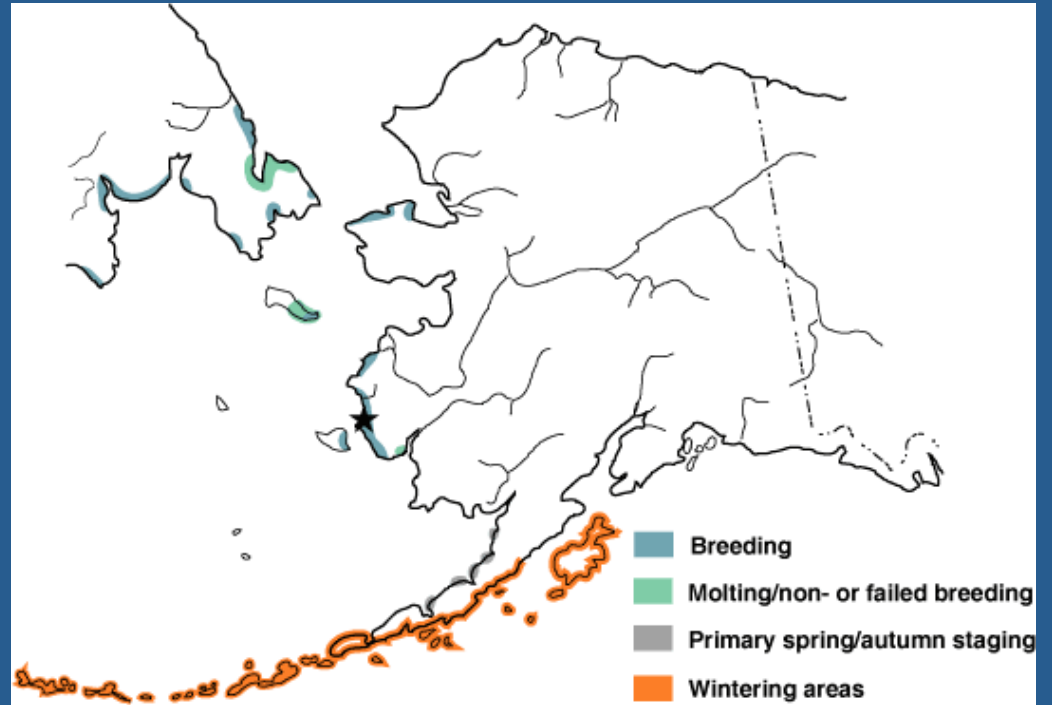 Breeding
Molting/non- or failed breeding
Primary spring/autumn staging
Wintering areas